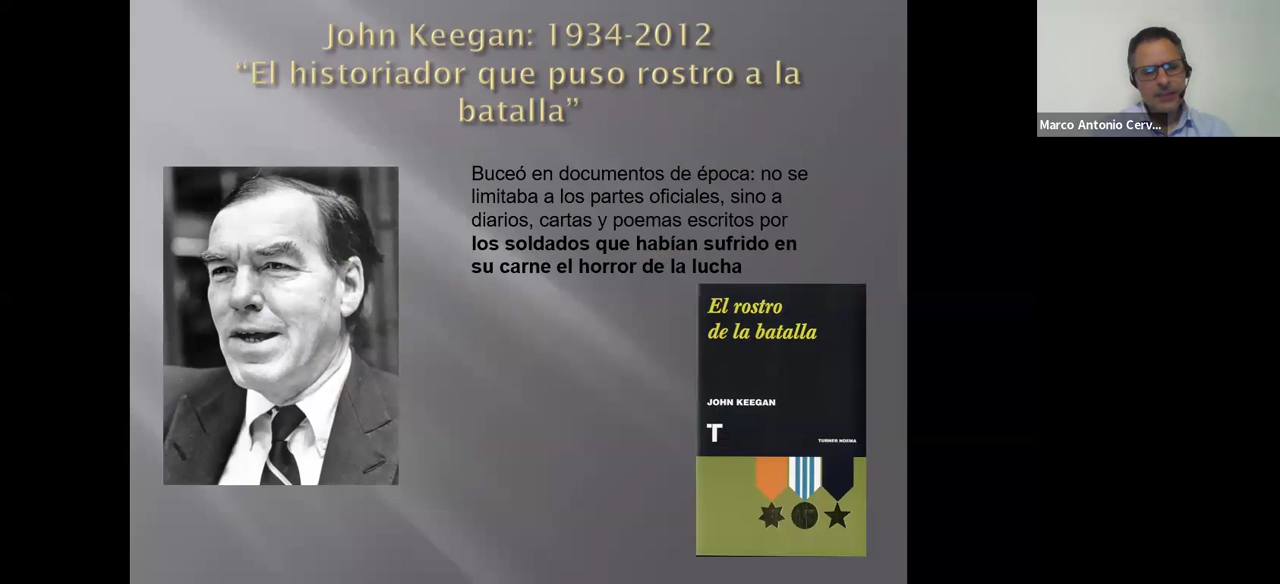 John Keegan: 1934-2012
“El historiador que puso rostro a la
batalla”
Marco Antonio Cerv...
Buceó en documentos de época: no se
limitaba a los partes oficiales, sino a
diarios, cartas y poemas escritos por
los soldados que habían sufrido en
su carne el horror de la lucha
El rostro
de la batalla
JOHN KEEGAN
T
TURNER NOEMA